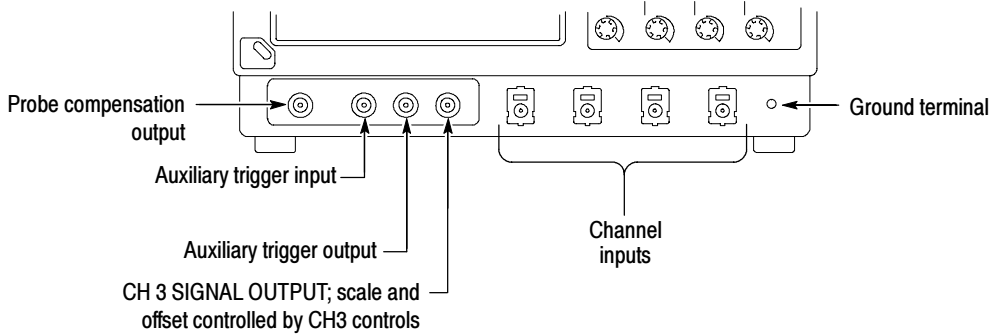 Probe compensation
output
Ground terminal
Auxiliary trigger input
Auxiliary trigger output
Channel
inputs
CH 3 SIGNAL OUTPUT; scale and
offset controlled by CH3 controls